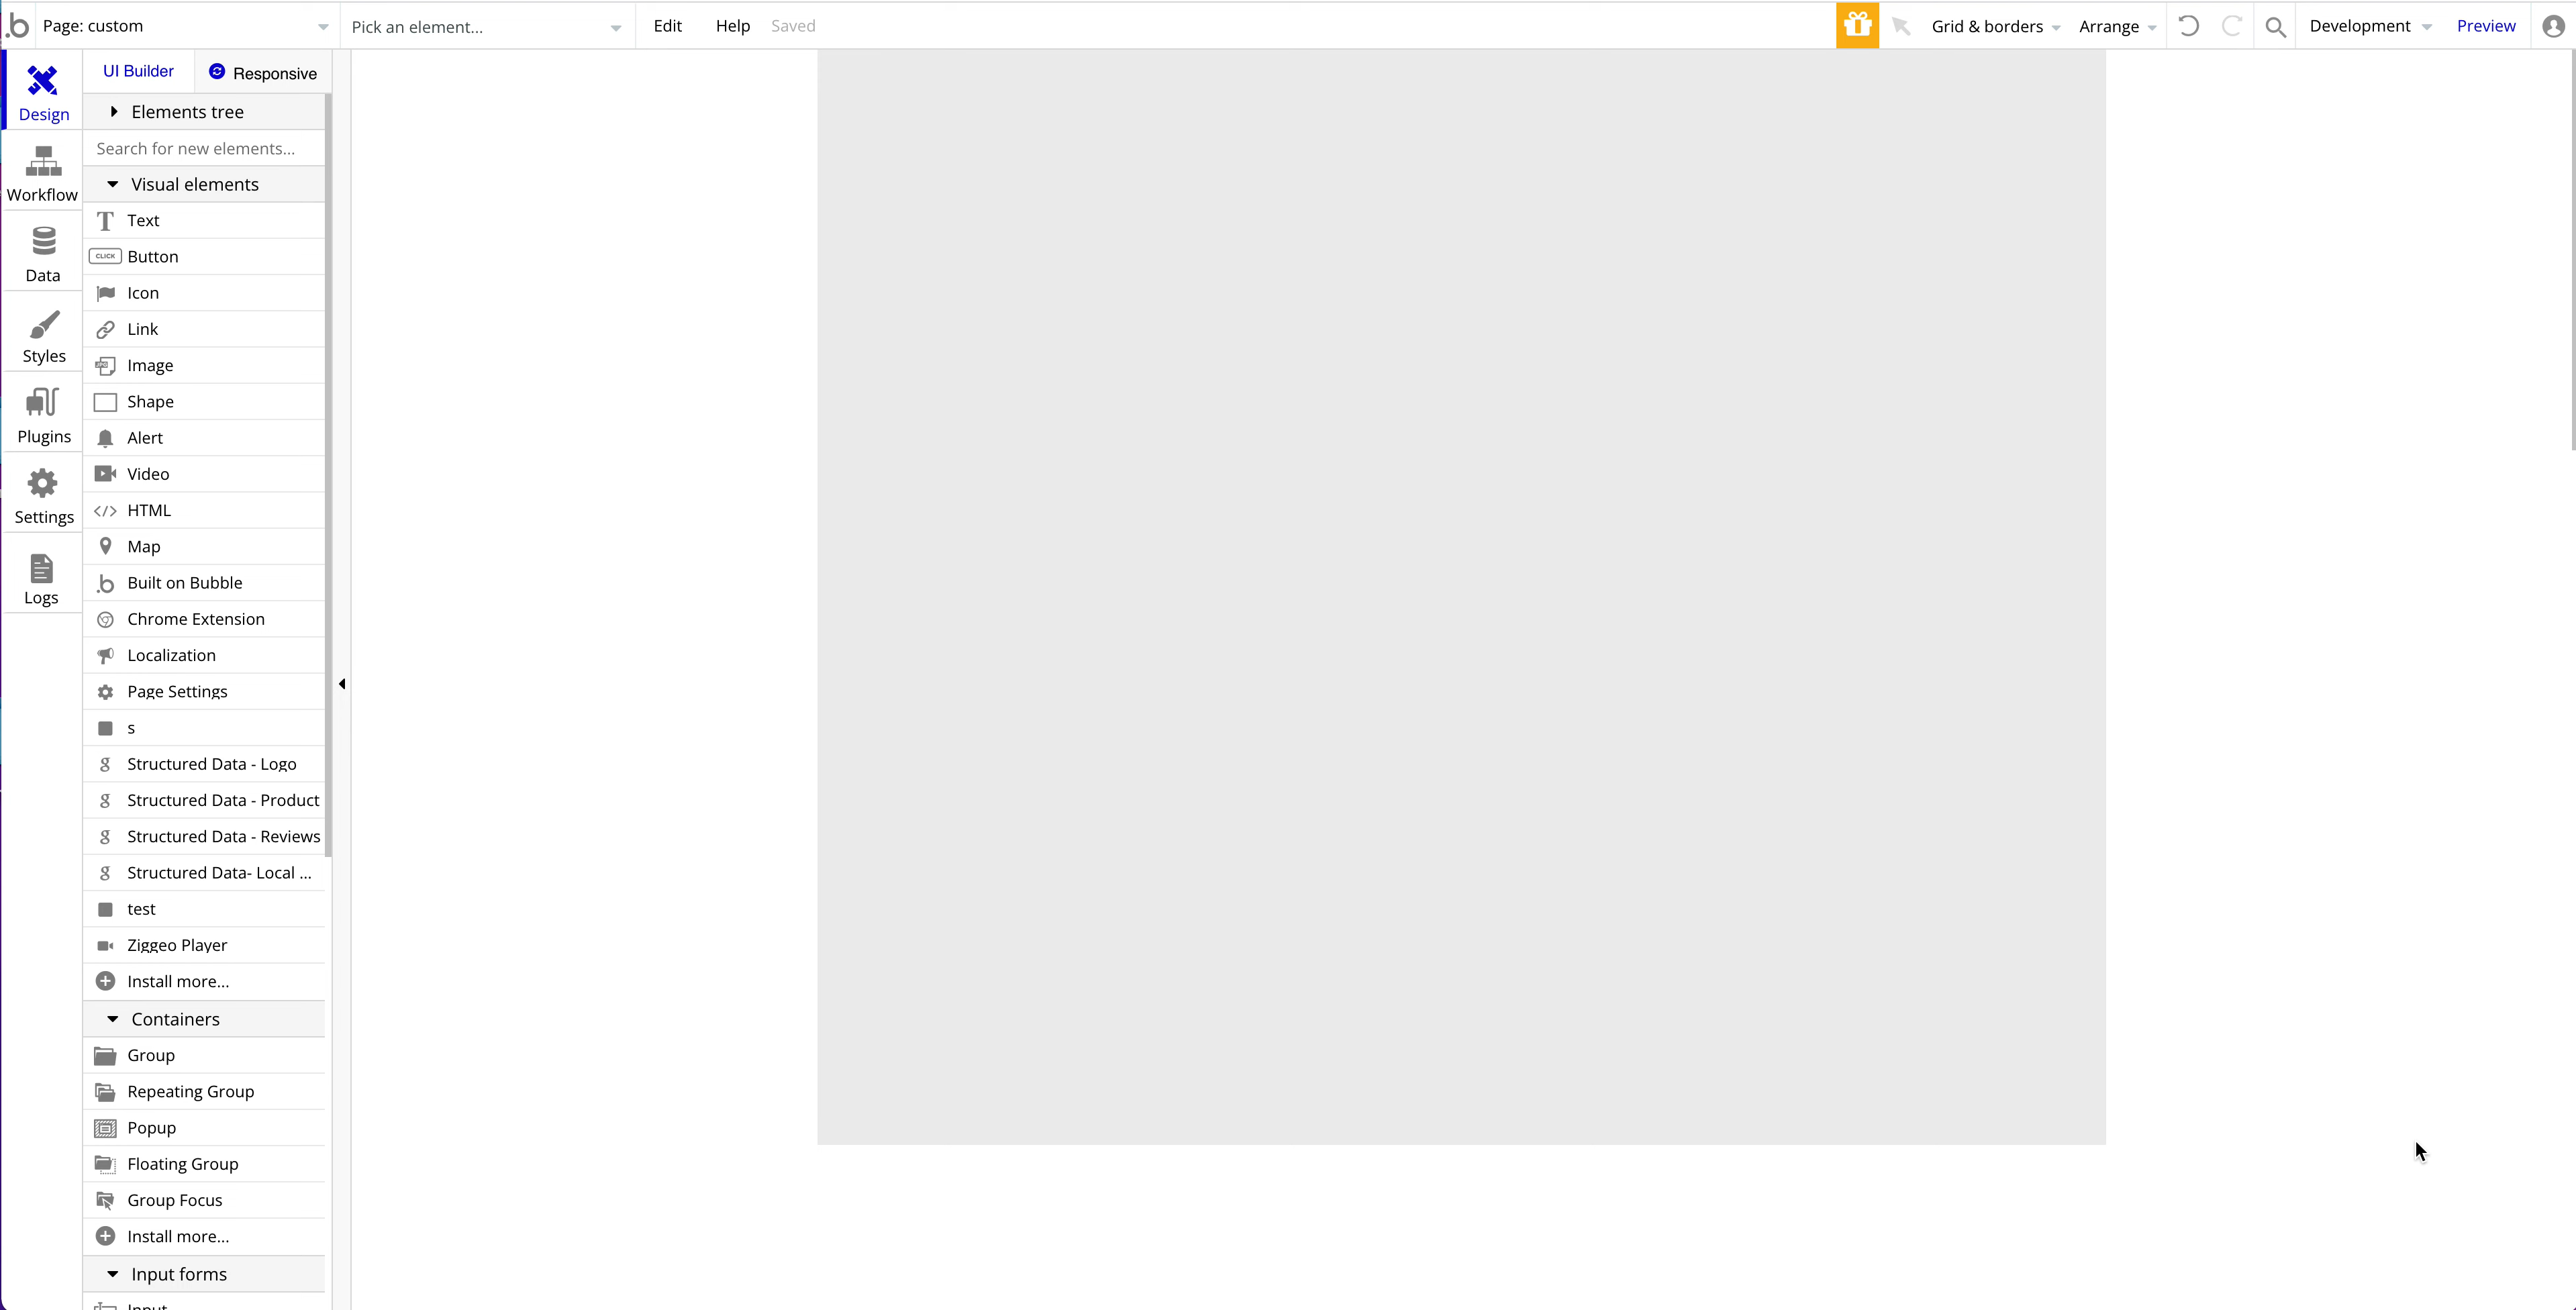 Page: custom
Pick an element...
Edit
Help
Saved
Grid & borders
Arrange
Development
Preview
Design
Workflow
Data
Styles
Plugins
Settings
Logs
UI Builder
Responsive
Elements tree
Search for new elements...
Visual elements
Text
CLICK Button
Icon
Link
Image
Shape
Alert
Video
</> HTML
Map
Built on Bubble
Chrome Extension
Localization
Page Settings
s
Structured Data - Logo
Structured Data - Product
Structured Data - Reviews
Structured Data- Local ...
test
Ziggeo Player
Install more...
Containers
Group
Repeating Group
Popup
Floating Group
Group Focus
Install more...
Input forms
Input